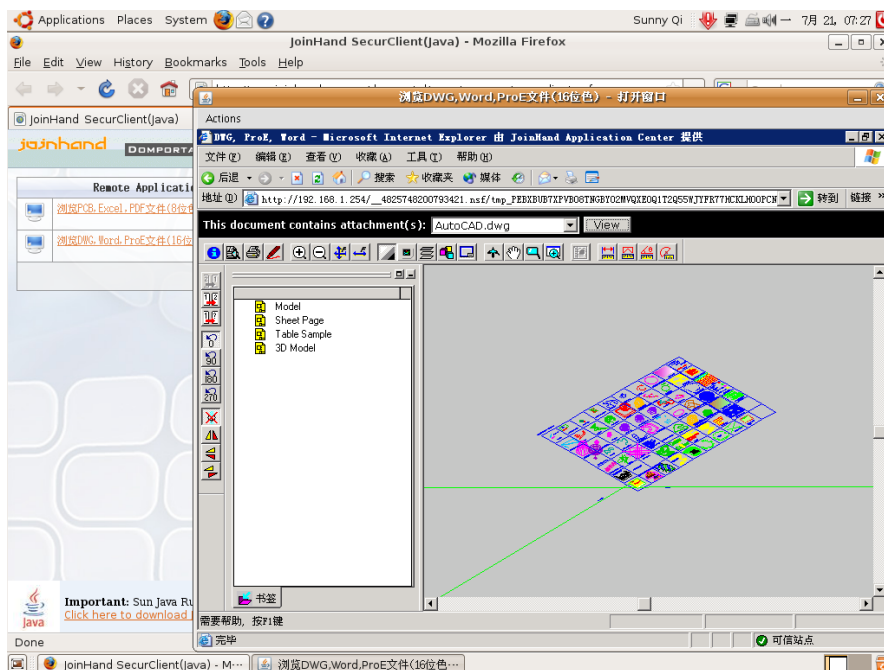 Applications Places System
Sunny Qi
7月 21, 07:27
JoinHand SecurClient(Java) - Mozilla Firefox
File Edit View History Bookmarks Tools Help
JoinHand SecurClient(Java)
浏览DWG,Word,ProE文件(16位色) - 打开窗口
Actions
joinhand
DOMPORTA
DWG, ProE, Word - Microsoft Internet Explorer 由 JoinHand Application Center 提供
文件(F) 编辑(E) 查看(V) 收藏(A) 工具(T) 帮助(H)
后退 搜索 收藏夹 媒体
地址(D)
转到 链接 »
Remote Applicatio
浏览PCB,Excel,PDF文件(8位色
浏览DWG,Word,ProE文件(16位
This document contains attachment(s): AutoCAD.dwg View
0
90
180
270
Model
Sheet Page
Table Sample
3D Model
书签
需要帮助, 按F1键
完毕
可信站点
Java
Important: Sun Java Ru
Click here to download
Done
JoinHand SecurClient(Java) - M...
浏览DWG,Word,ProE文件(16位色...